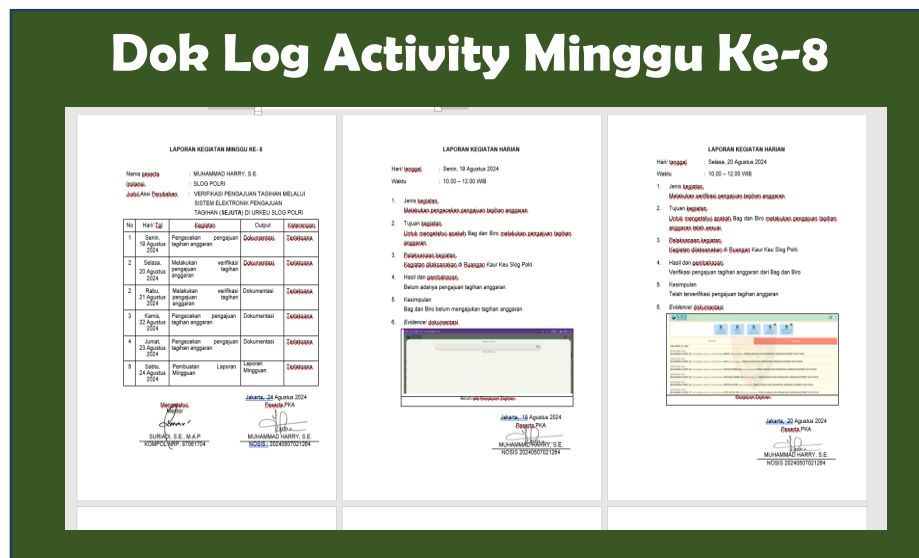 Dok Log Activity Minggu Ke-8
LAPORAN KEGIATAN MINGGU KE- 8
Nama peserta : MUHAMMAD HARRY, S.E.
Instansi : SLOG POLRI
Judul Aksi Perubahan : VERIFIKASI PENGAJUAN TAGIHAN MELALUI
SISTEM ELEKTRONIK PENGAJUAN
TAGIHAN (SEJUTA) DI URKEU SLOG POLRI
No Hari/ Tgl Kegiatan Output Keterangan
1 Senin, 19 Agustus 2024 Pengecekan pengajuan tagihan anggaran Dokumentasi Terlaksana
2 Selasa, 20 Agustus 2024 Melakukan verifikasi pengajuan tagihan anggaran Dokumentasi Terlaksana
2 Rabu, 21 Agustus 2024 Melakukan verifikasi pengajuan tagihan anggaran Dokumentasi Terlaksana
3 Kamis, 22 Agustus 2024 Pengecekan pengajuan tagihan anggaran Dokumentasi Terlaksana
4 Jumat, 23 Agustus 2024 Pengecekan pengajuan tagihan anggaran Dokumentasi Terlaksana
5 Sabtu, 24 Agustus 2024 Pembuatan Laporan Laporan Mingguan Terlaksana
Mengetahui
Mentor
SURIADI, S.E., M.A.P
KOMPOL NRP. 67061704
Jakarta, 24 Agustus 2024
Peserta PKA
MUHAMMAD HARRY, S.E.
NOSIS : 20240507021264
LAPORAN KEGIATAN HARIAN
Hari/ tanggal : Senin, 19 Agustus 2024
Waktu : 10.00 – 12.00 WIB
1. Jenis kegiatan
Melakukan pengecekan pengajuan tagihan anggaran
2. Tujuan kegiatan
Untuk mengetahui apakah Bag dan Biro melakukan pengajuan tagihan
anggaran
3. Pelaksanaan kegiatan
Kegiatan dilaksanakan di Ruangan Kaur Keu Slog Polri.
4. Hasil dan pembahasan
Belum adanya pengajuan tagihan anggaran
5. Kesimpulan
Bag dan Biro belum mengajukan tagihan anggaran
6. Evidence/ dokumentasi
Jakarta, 19 Agustus 2024
Peserta PKA
MUHAMMAD HARRY, S.E.
NOSIS 20240507021264
LAPORAN KEGIATAN HARIAN
Hari/ tanggal : Selasa, 20 Agustus 2024
Waktu : 10.00 – 12.00 WIB
1. Jenis kegiatan
Melakukan verifikasi pengajuan tagihan anggaran
2. Tujuan kegiatan
Untuk mengetahui apakah Bag dan Biro melakukan pengajuan tagihan
anggaran telah sesuai
3. Pelaksanaan kegiatan
Kegiatan dilaksanakan di Ruangan Kaur Keu Slog Polri.
4. Hasil dan pembahasan
Verifikasi pengajuan tagihan anggaran dari Bag dan Biro
5. Kesimpulan
Telah terverifikasi pengajuan tagihan anggaran
6. Evidence/ dokumentasi
Jakarta, 20 Agustus 2024
Peserta PKA
MUHAMMAD HARRY, S.E.
NOSIS 20240507021264